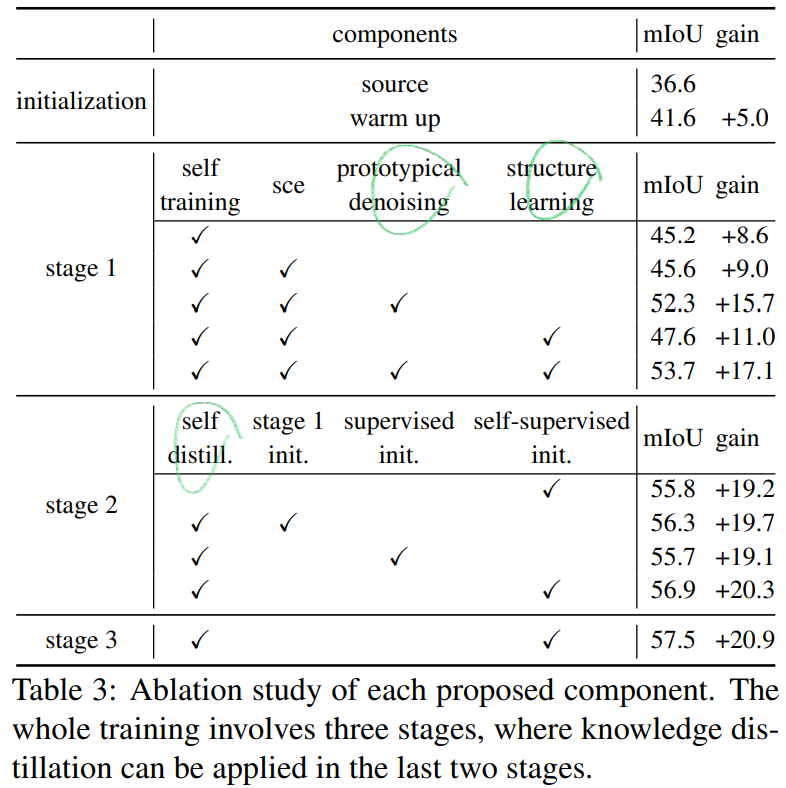 components mIoU gain
initialization
source 36.6
warm up 41.6 +5.0
self training sce prototypical denoising structure learning mIoU gain
stage 1
✓ 45.2 +8.6
✓ ✓ 45.6 +9.0
✓ ✓ ✓ 52.3 +15.7
✓ ✓ ✓ 47.6 +11.0
✓ ✓ ✓ ✓ 53.7 +17.1
self distill. stage 1 init. supervised init. self-supervised init. mIoU gain
stage 2
✓ 55.8 +19.2
✓ ✓ 56.3 +19.7
✓ ✓ 55.7 +19.1
✓ ✓ 56.9 +20.3
stage 3 ✓ ✓ 57.5 +20.9
Table 3: Ablation study of each proposed component. The
whole training involves three stages, where knowledge dis-
tillation can be applied in the last two stages.